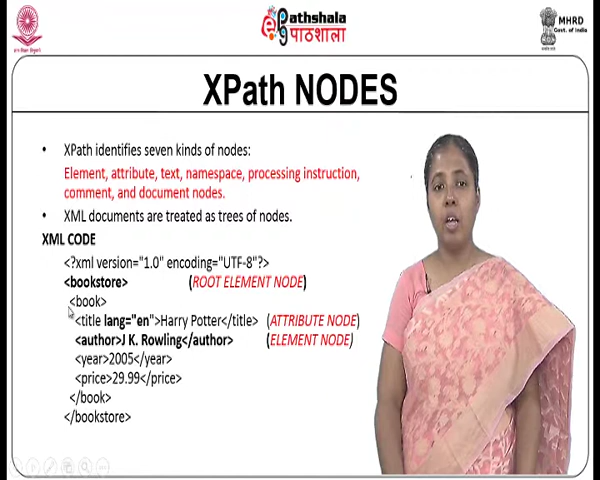 ePathshala
पाठशाला
MHRD
Govt. of India
XPath NODES
• XPath identifies seven kinds of nodes:
Element, attribute, text, namespace, processing instruction,
comment, and document nodes.
• XML documents are treated as trees of nodes.
XML CODE
<?xml version="1.0" encoding="UTF-8"?>
<bookstore> (ROOT ELEMENT NODE)
<book>
<title lang="en">Harry Potter</title> (ATTRIBUTE NODE)
<author>J K. Rowling</author> (ELEMENT NODE)
<year>2005</year>
<price>29.99</price>
</book>
</bookstore>